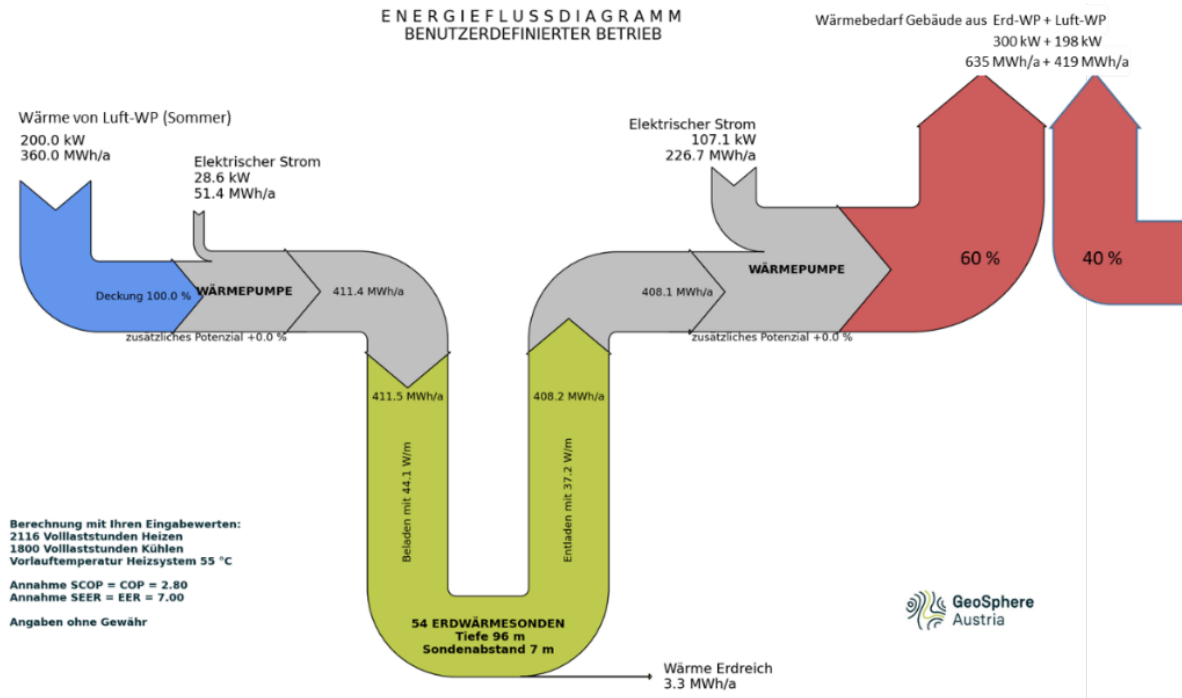 E N E R G I E F L U S S D I A G R A M M
BENUTZERDEFINIERTER BETRIEB
Wärmebedarf Gebäude aus Erd-WP + Luft-WP
300 kW + 198 kW
635 MWh/a + 419 MWh/a
Wärme von Luft-WP (Sommer)
200.0 kW
360.0 MWh/a
Elektrischer Strom
28.6 kW
51.4 MWh/a
Elektrischer Strom
107.1 kW
226.7 MWh/a
Deckung 100.0 %
WÄRMEPUMPE
411.4 MWh/a
zusätzliches Potenzial +0.0 %
408.1 MWh/a
WÄRMEPUMPE
zusätzliches Potenzial +0.0 %
60 %
40 %
411.5 MWh/a
408.2 MWh/a
Beladen mit 44.1 W/m
Entladen mit 37.2 W/m
54 ERDWÄRMESONDEN
Tiefe 96 m
Sondenabstand 7 m
Wärme Erdreich
3.3 MWh/a
Berechnung mit Ihren Eingabewerten:
2116 Volllaststunden Heizen
1800 Volllaststunden Kühlen
Vorlauftemperatur Heizsystem 55 °C
Annahme SCOP = COP = 2.80
Annahme SEER = EER = 7.00
Angaben ohne Gewähr
GeoSphere
Austria